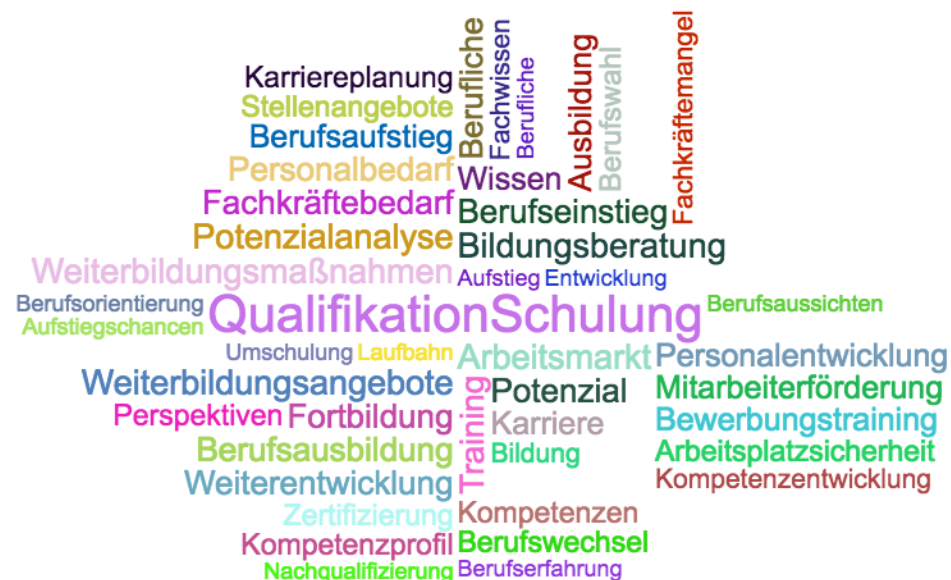 Karriereplanung
Stellenangebote
Berufsaufstieg
Personalbedarf
Fachkräftebedarf
Potenzialanalyse
Weiterbildungsmaßnahmen
Berufsorientierung
Aufstiegschancen
Berufliche
Fachwissen
Berufliche
Ausbildung
Berufswahl
Fachkräftemangel
Wissen
Berufseinstieg
Bildungsberatung
Aufstieg Entwicklung
QualifikationSchulung
Berufsaussichten
Umschulung Laufbahn
Weiterbildungsangebote
Perspektiven Fortbildung
Berufsausbildung
Weiterentwicklung
Zertifizierung
Kompetenzprofil
Nachqualifizierung
Arbeitsmarkt
Training
Potenzial
Karriere
Bildung
Kompetenzen
Berufswechsel
Berufserfahrung
Personalentwicklung
Mitarbeiterförderung
Bewerbungstraining
Arbeitsplatzsicherheit
Kompetenzentwicklung